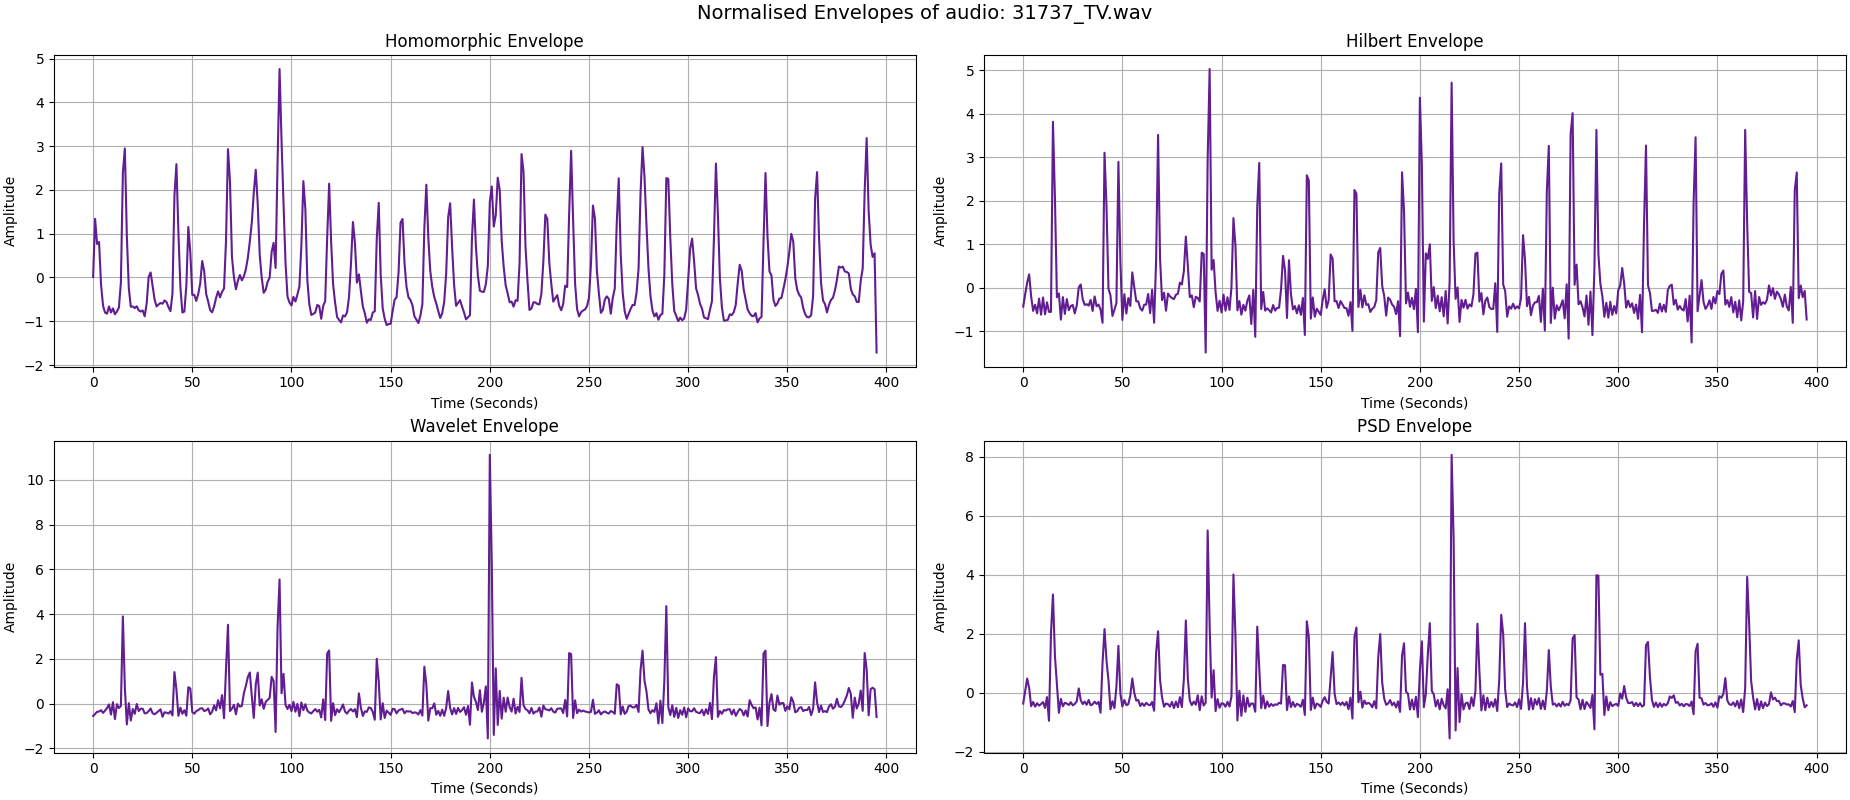 Normalised Envelopes of audio: 31737_TV.wav
Homomorphic Envelope
Amplitude
5
4
3
2
1
0
−1
−2
0 50 100 150 200 250 300 350 400
Time (Seconds)
Hilbert Envelope
Amplitude
5
4
3
2
1
0
−1
0 50 100 150 200 250 300 350 400
Time (Seconds)
Wavelet Envelope
Amplitude
10
8
6
4
2
0
−2
0 50 100 150 200 250 300 350 400
Time (Seconds)
PSD Envelope
Amplitude
8
6
4
2
0
−2
0 50 100 150 200 250 300 350 400
Time (Seconds)